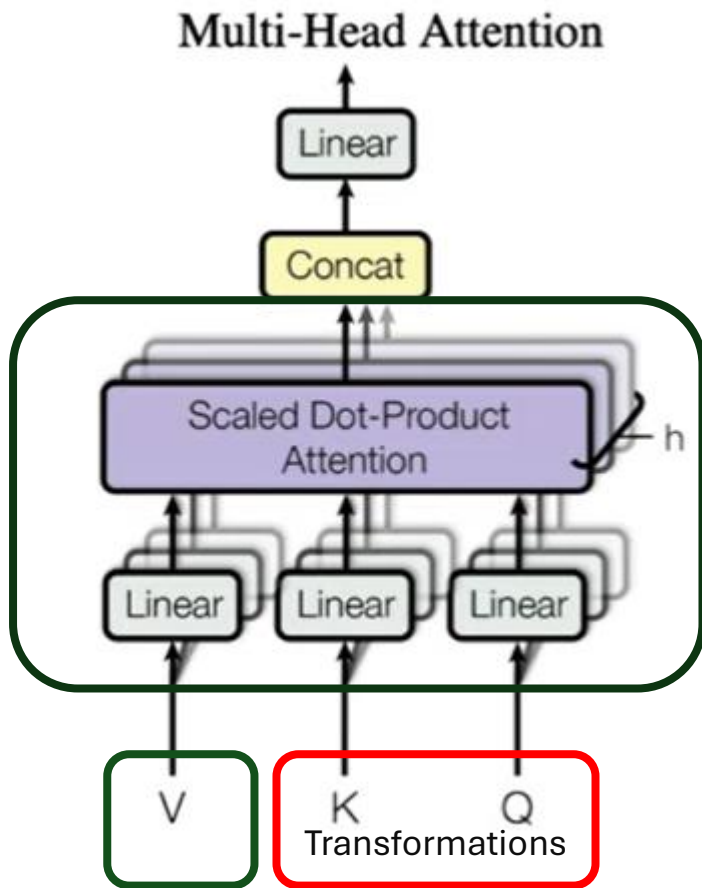 Multi-Head Attention
Linear
Concat
Scaled Dot-Product
Attention
h
Linear Linear Linear
V K Q
Transformations